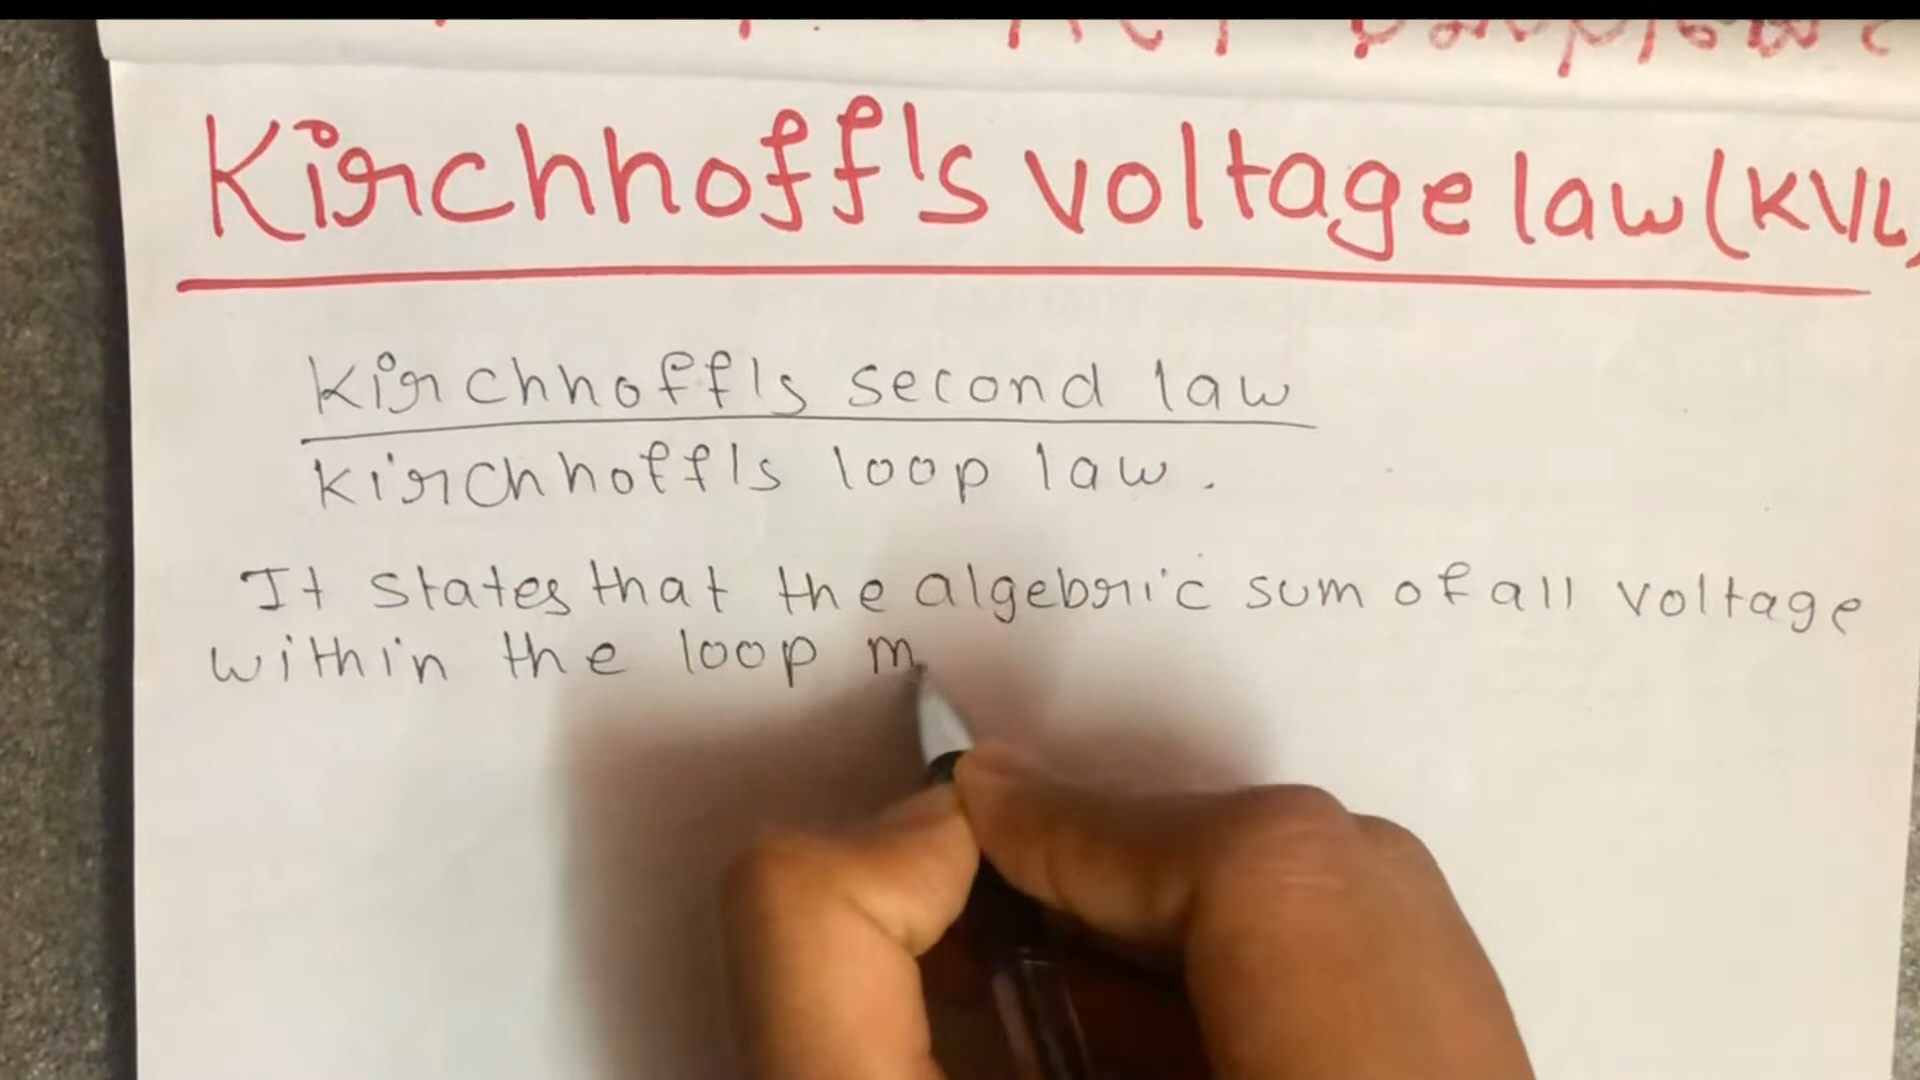 Kirchhoff's voltage law (KVL)
Kirchhoff's second law
Kirchhoff's loop law.
It states that the algebric sum of all voltage
within the loop m